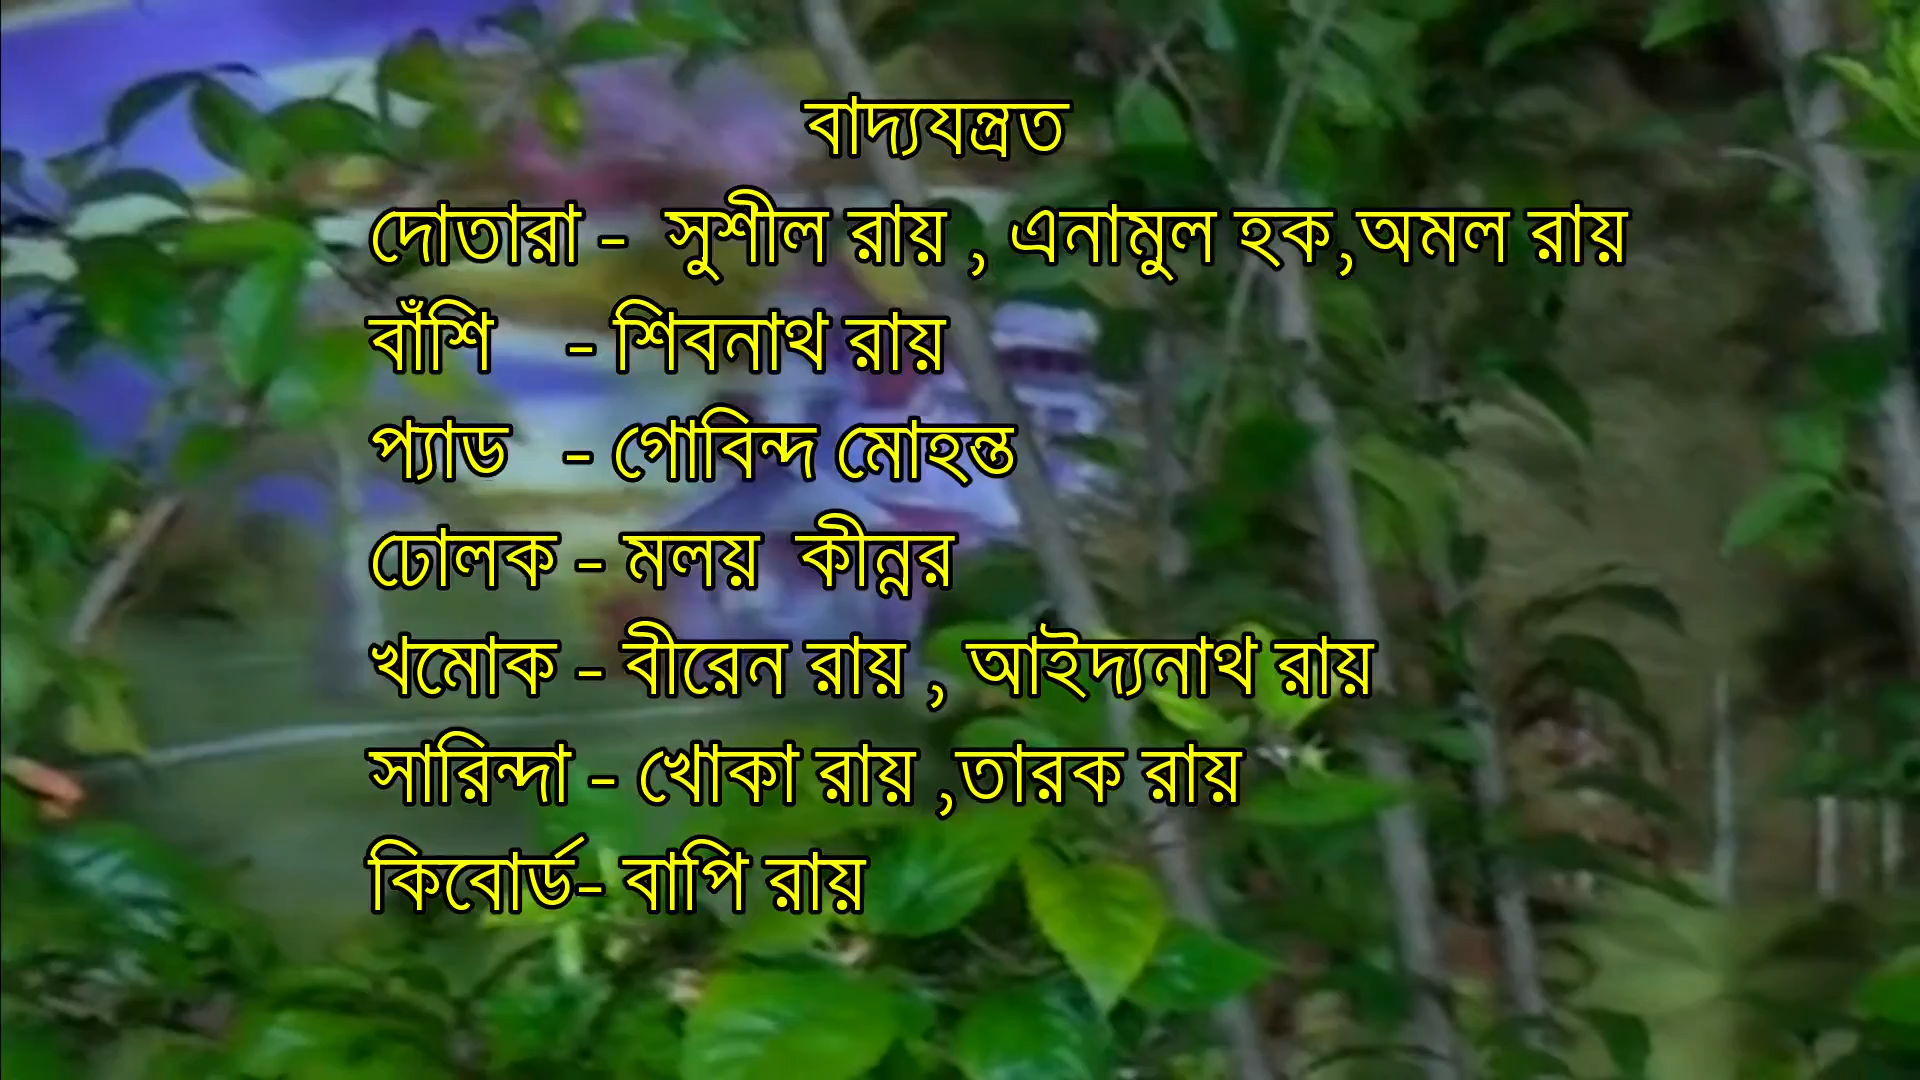 বাদ্যযন্ত্রত
দোতারা - সুশীল রায় , এনামুল হক,অমল রায়
বাঁশি - শিবনাথ রায়
প্যাড - গোবিন্দ মোহন্ত
ঢোলক - মলয় কীন্নর
খমোক - বীরেন রায় , আইদ্যনাথ রায়
সারিন্দা - খোকা রায় ,তারক রায়
কিবোর্ড- বাপি রায়